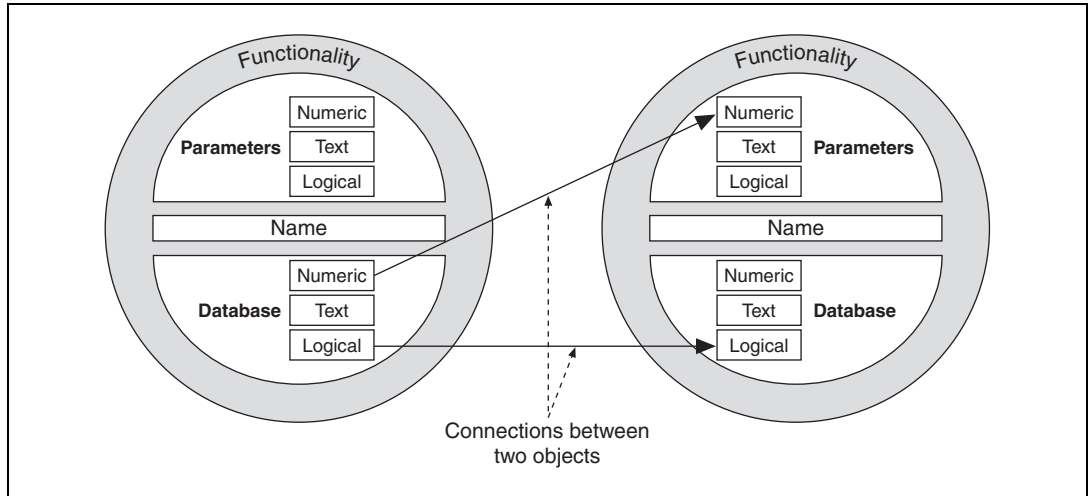 Functionality
Numeric
Parameters
Text
Logical
Name
Numeric
Database
Text
Logical
Functionality
Numeric
Text
Parameters
Logical
Name
Numeric
Text
Database
Logical
Connections between
two objects